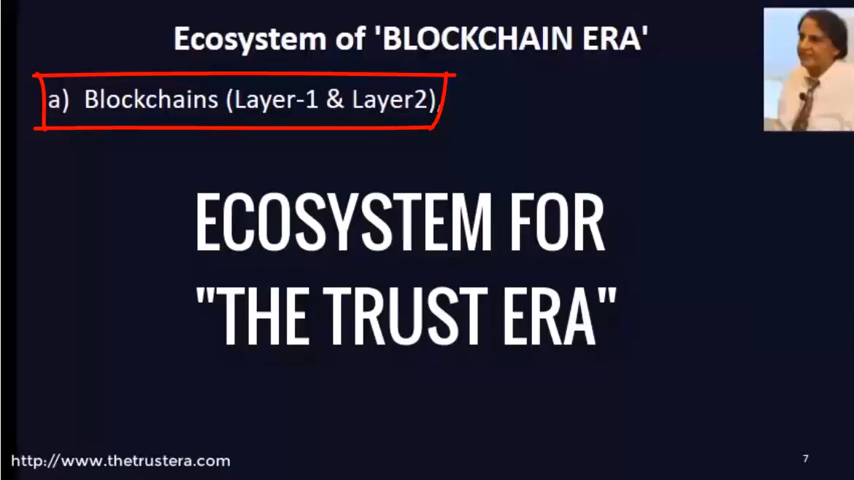 Ecosystem of 'BLOCKCHAIN ERA'
a) Blockchains (Layer-1 & Layer2),
ECOSYSTEM FOR
"THE TRUST ERA"
http://www.thetrustera.com
7